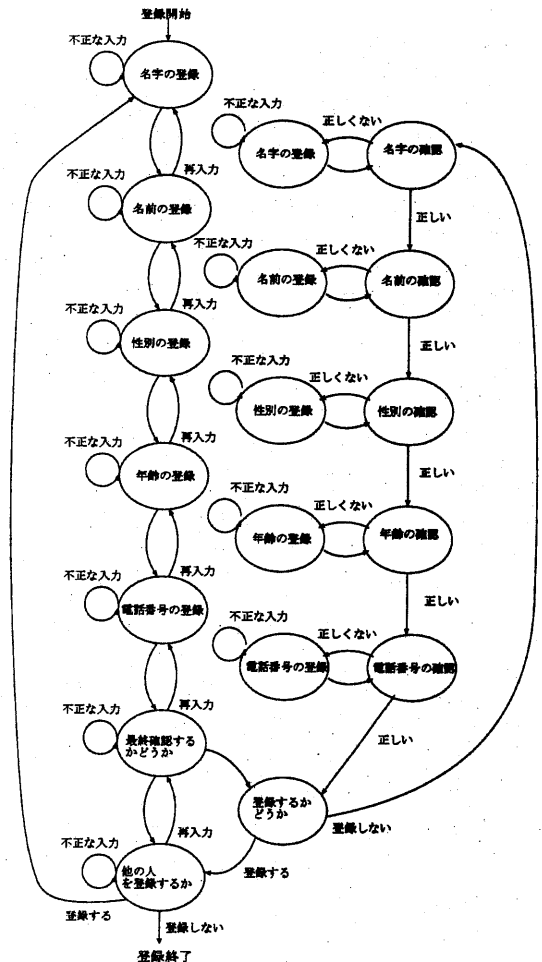 登録開始
不正な入力
名字の登録
再入力
不正な入力
名前の登録
再入力
不正な入力
性別の登録
再入力
不正な入力
年齢の登録
再入力
不正な入力
電話番号の登録
再入力
不正な入力
最終確認する
かどうか
再入力
不正な入力
他の人
を登録するか
登録する
登録しない
登録終了
不正な入力
正しくない
名字の登録
名字の確認
正しい
不正な入力
正しくない
名前の登録
名前の確認
正しい
不正な入力
正しくない
性別の登録
性別の確認
正しい
不正な入力
正しくない
年齢の登録
年齢の確認
正しい
不正な入力
正しくない
電話番号の登録
電話番号の確認
正しい
登録するか
どうか
登録しない
登録する